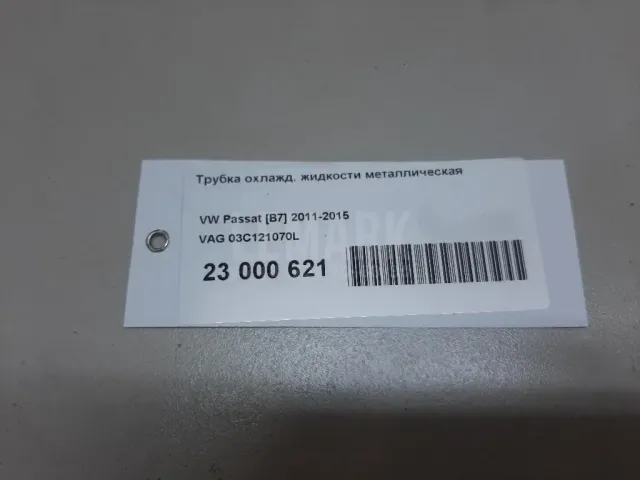 Трубка охлажд. жидкости металлическая
VW Passat [B7] 2011-2015
VAG 03C121070L
23 000 621